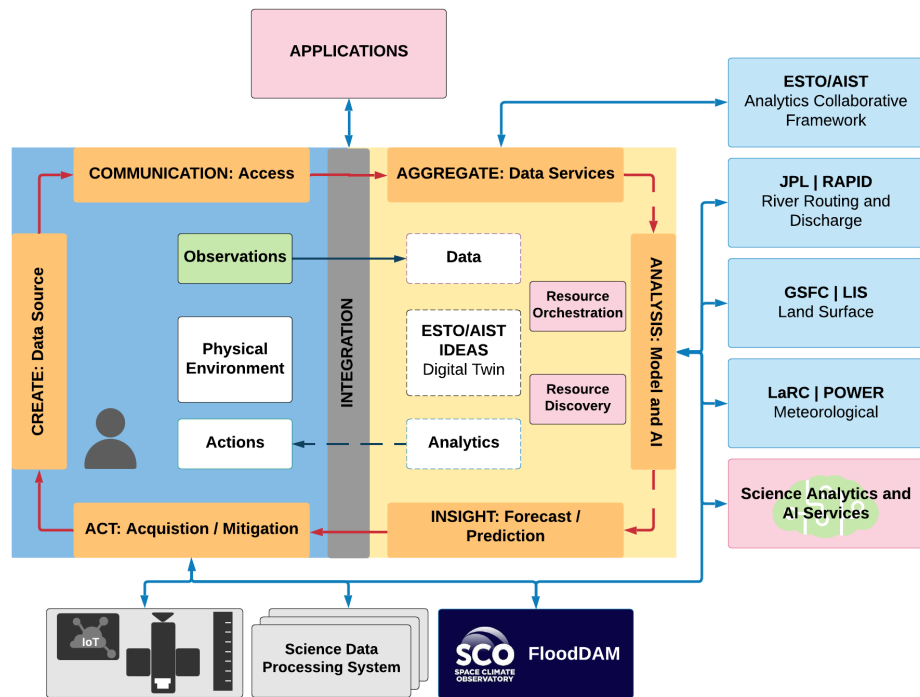 APPLICATIONS
ESTO/AIST
Analytics Collaborative
Framework
COMMUNICATION: Access
AGGREGATE: Data Services
JPL | RAPID
River Routing and
Discharge
CREATE: Data Source
Observations
INTEGRATION
Data
ANALYSIS: Model and AI
Resource
Orchestration
GSFC | LIS
Land Surface
Physical
Environment
ESTO/AIST
IDEAS
Digital Twin
Resource
Discovery
LaRC | POWER
Meteorological
Actions
Analytics
Science Analytics and
AI Services
ACT: Acquistion / Mitigation
INSIGHT: Forecast /
Prediction
IoT
Science Data
Processing System
SCO
SPACE CLIMATE
OBSERVATORY
FloodDAM